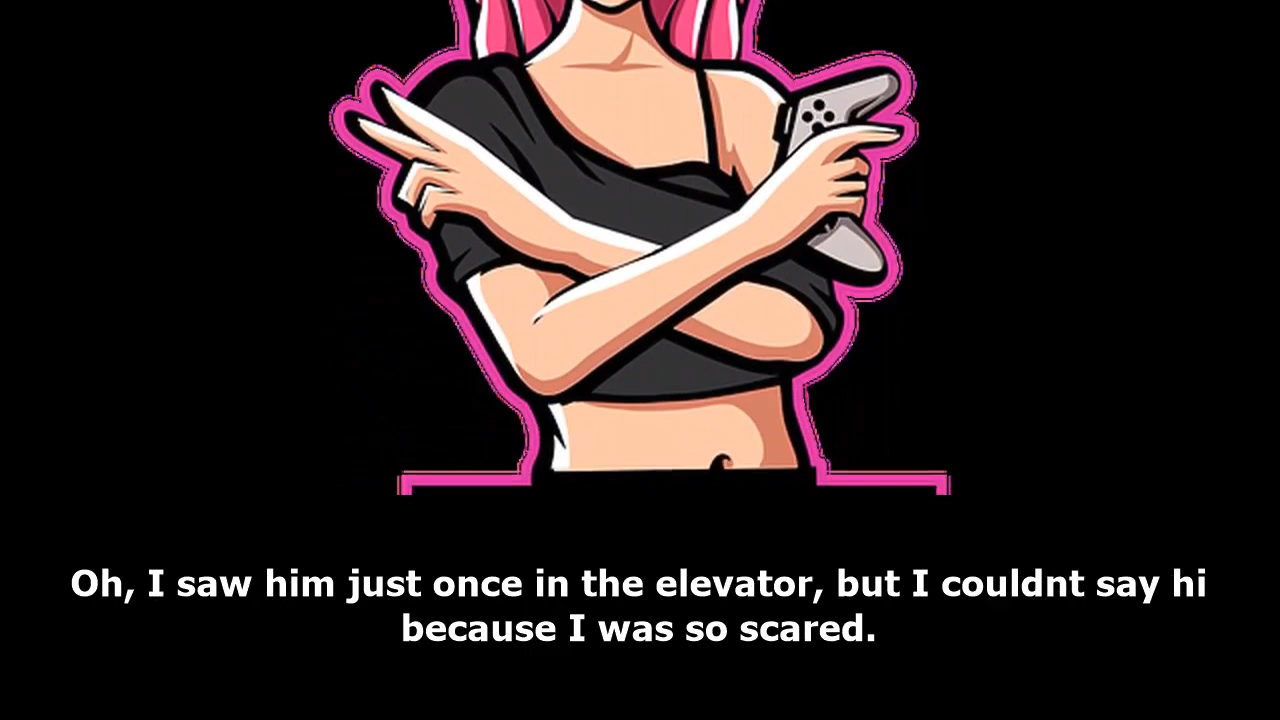 Oh, I saw him just once in the elevator, but I couldnt say hi
because I was so scared.